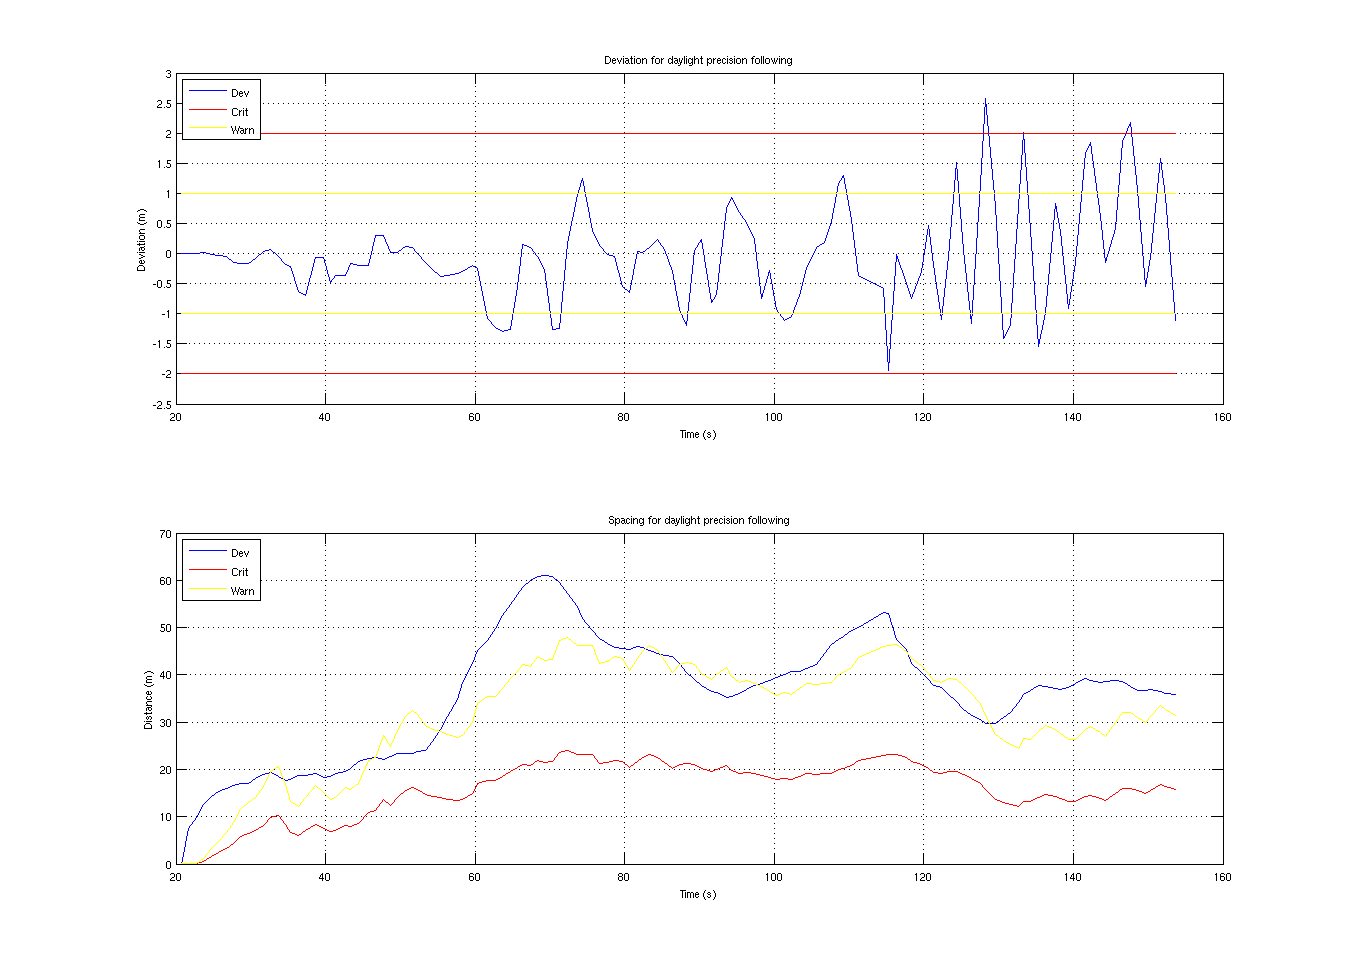 Deviation for daylight precision following
3
2.5
2
1.5
1
0.5
0
-0.5
-1
-1.5
-2
-2.5
Deviation (m)
Dev
Crit
Warn
20 40 60 80 100 120 140 160
Time (s)
Spacing for daylight precision following
70
60
50
40
30
20
10
0
Distance (m)
Dev
Crit
Warn
20 40 60 80 100 120 140 160
Time (s)